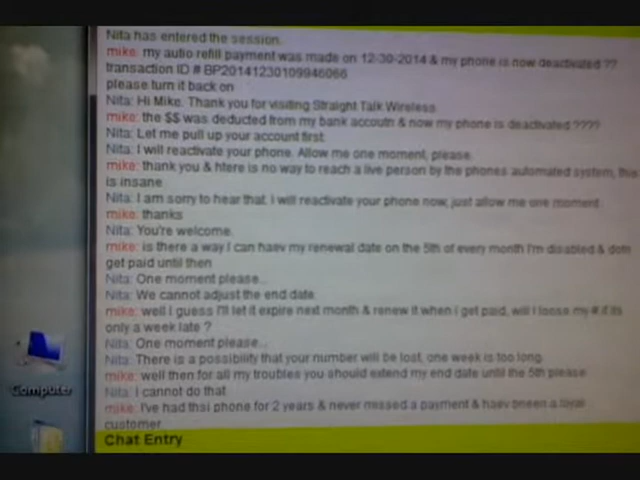 Nita has entered the session.
mike: my autio refill payment was made on 12-30-2014 & my phone is now deactivated ??
transaction ID # BP20141230109946066
please turn it back on
Nita: Hi Mike. Thank you for visiting Straight Talk Wireless.
mike: the $$ was deducted from my bank accoutn & now my phone is deactivated ????
Nita: Let me pull up your account first.
Nita: I will reactivate your phone. Allow me one moment, please.
mike: thank you & htere is no way to reach a live person by the phones automated system, this
is insane
Nita: I am sorry to hear that. I will reactivate your phone now, just allow me one moment.
mike: thanks
Nita: You're welcome.
mike: is there a way I can haev my renewal date on the 5th of every month I'm disabled & dotn
get paid until then
Nita: One moment please...
Nita: We cannot adjust the end date.
mike: well I guess I'll let it expire next month & renew it when i get paid, will I loose my # if its
only a week late ?
Nita: One moment please...
Nita: There is a possibility that your number will be lost, one week is too long.
mike: well then for all my troubles you should extend my end date until the 5th please
Nita: I cannot do that.
mike: I've had thsi phone for 2 years & never missed a payment & haev bneen a loyal
customer
Chat Entry
Computer